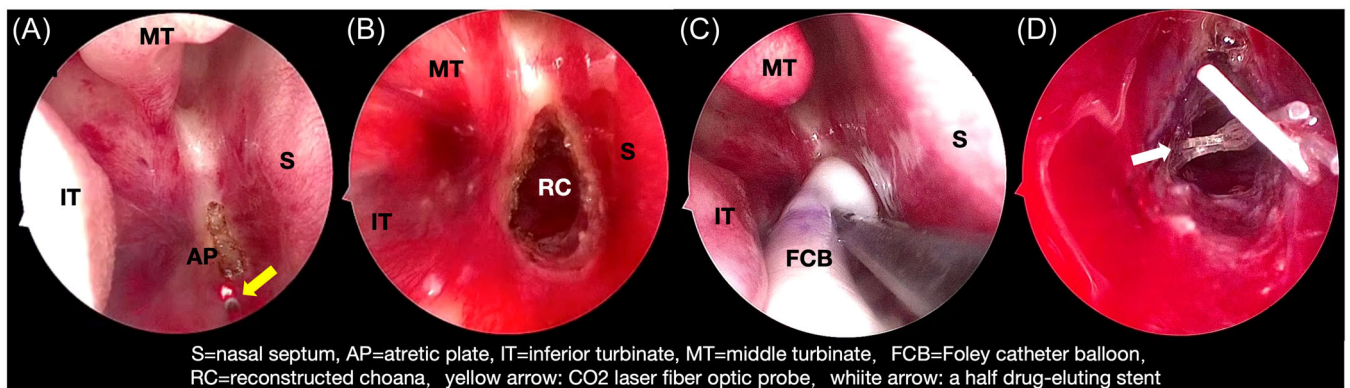 (A) (B) (C) (D)
MT MT MT
S S S
IT IT IT
AP RC FCB
S=nasal septum, AP=atretic plate, IT=inferior turbinate, MT=middle turbinate, FCB=Foley catheter balloon,
RC=reconstructed choana, yellow arrow: CO2 laser fiber optic probe, whiite arrow: a half drug-eluting stent